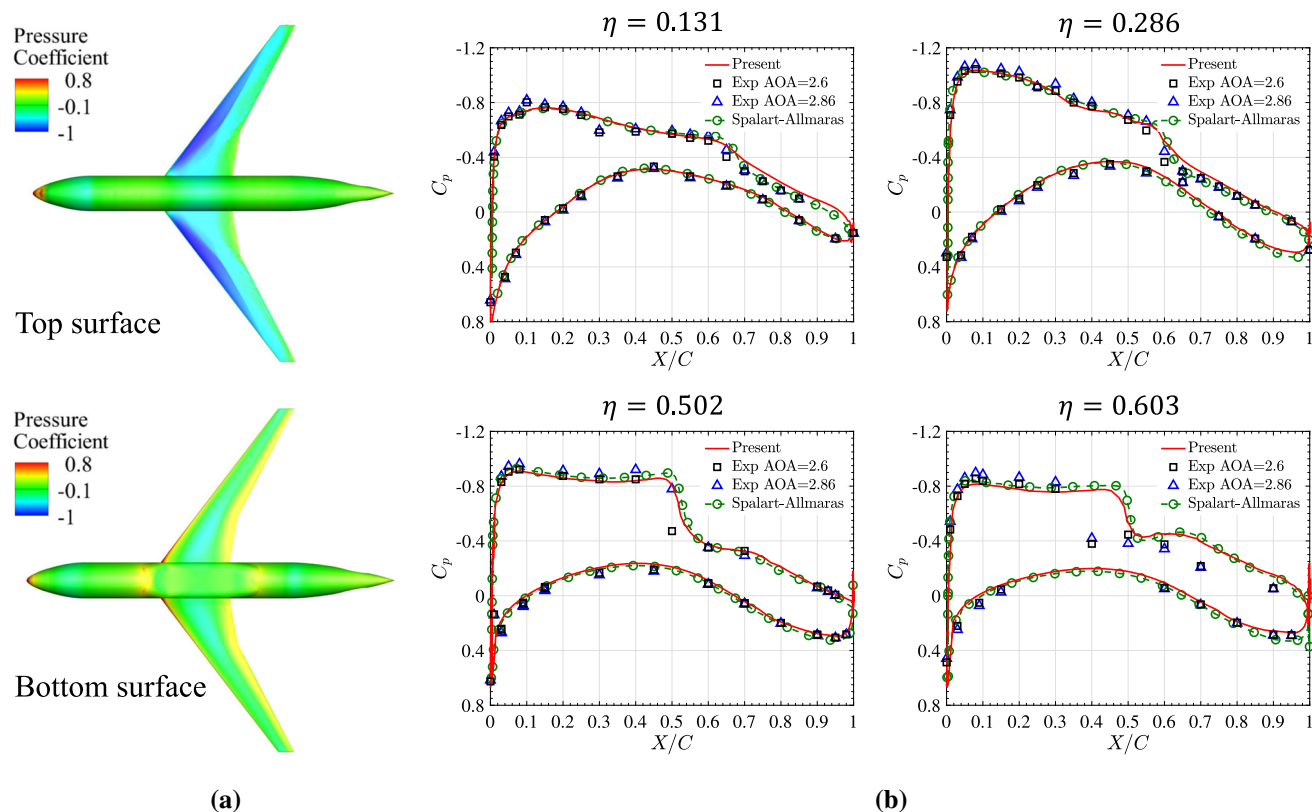 Pressure
Coefficient
0.8
-0.1
-1
Top surface
Pressure
Coefficient
0.8
-0.1
-1
Bottom surface
(a)
η = 0.131
-1.2
-0.8
-0.4
0
0.4
0.8
Cp
Present
Exp AOA=2.6
Exp AOA=2.86
Spalart-Allmaras
0 0.1 0.2 0.3 0.4 0.5 0.6 0.7 0.8 0.9 1
X/C
η = 0.286
-1.2
-0.8
-0.4
0
0.4
0.8
Cp
Present
Exp AOA=2.6
Exp AOA=2.86
Spalart-Allmaras
0 0.1 0.2 0.3 0.4 0.5 0.6 0.7 0.8 0.9 1
X/C
η = 0.502
-1.2
-0.8
-0.4
0
0.4
0.8
Cp
Present
Exp AOA=2.6
Exp AOA=2.86
Spalart-Allmaras
0 0.1 0.2 0.3 0.4 0.5 0.6 0.7 0.8 0.9 1
X/C
η = 0.603
-1.2
-0.8
-0.4
0
0.4
0.8
Cp
Present
Exp AOA=2.6
Exp AOA=2.86
Spalart-Allmaras
0 0.1 0.2 0.3 0.4 0.5 0.6 0.7 0.8 0.9 1
X/C
(b)